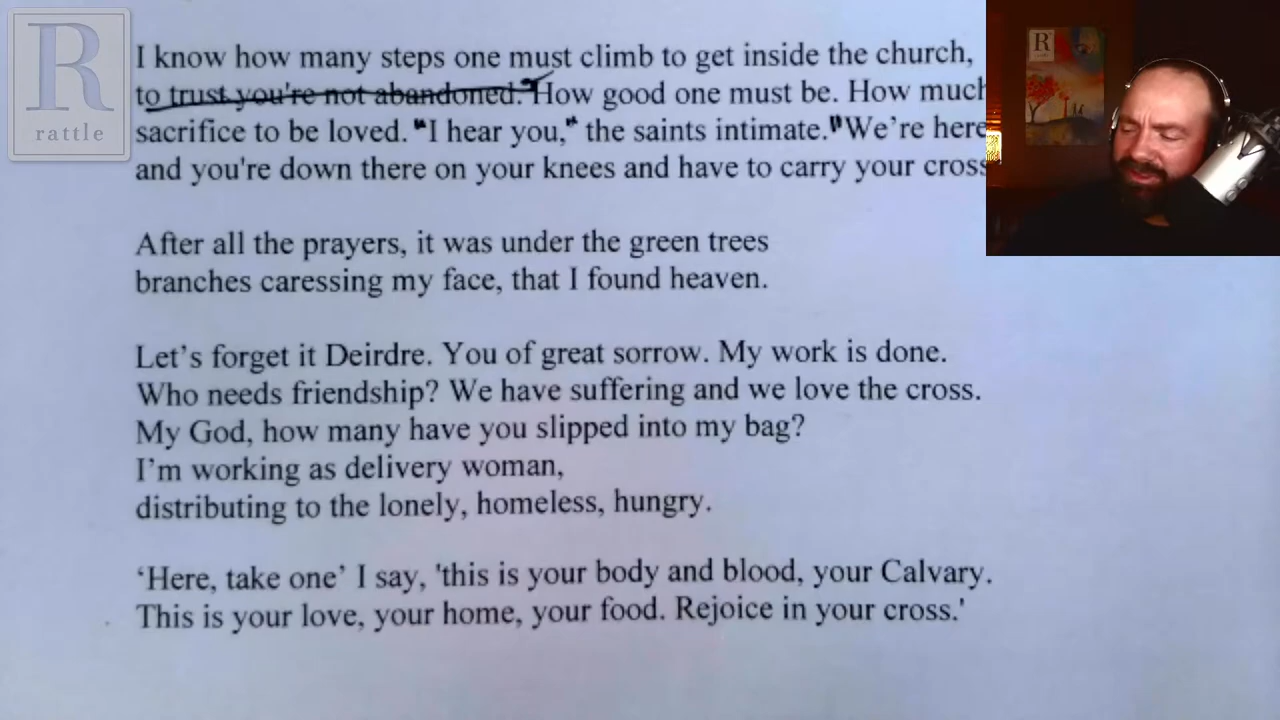 R
rattle
I know how many steps one must climb to get inside the church,
to trust you're not abandoned. How good one must be. How much
sacrifice to be loved. "I hear you," the saints intimate. "We're here
and you're down there on your knees and have to carry your cross
After all the prayers, it was under the green trees
branches caressing my face, that I found heaven.
Let's forget it Deirdre. You of great sorrow. My work is done.
Who needs friendship? We have suffering and we love the cross.
My God, how many have you slipped into my bag?
I'm working as delivery woman,
distributing to the lonely, homeless, hungry.
‘Here, take one’ I say, 'this is your body and blood, your Calvary.
This is your love, your home, your food. Rejoice in your cross.'
R